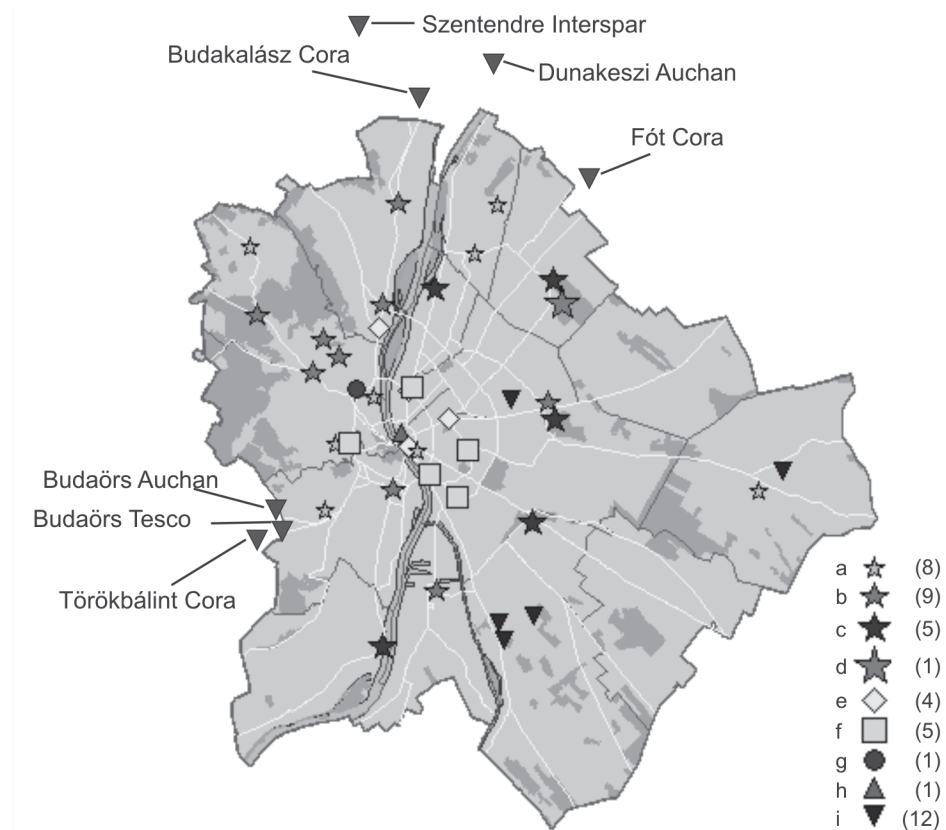 Szentendre Interspar
Budakalász Cora
Dunakeszi Auchan
Fót Cora
Budaörs Auchan
Budaörs Tesco
Törökbálint Cora
a (8)
b (9)
c (5)
d (1)
e (4)
f (5)
g (1)
h (1)
i (12)